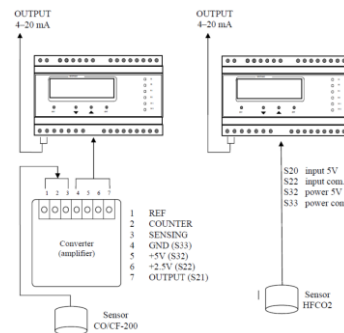 OUTPUT
4–20 mA
OUTPUT
4–20 mA
1 2 3 4 5 6 7
Converter
(amplifier)
1 REF
2 COUNTER
3 SENSING
4 GND (S33)
5 +5V (S32)
6 +2.5V (S22)
7 OUTPUT (S21)
Sensor
CO/CF-200
S20 input 5V
S22 input com.
S32 power 5V
S33 power com
Sensor
HFCO2